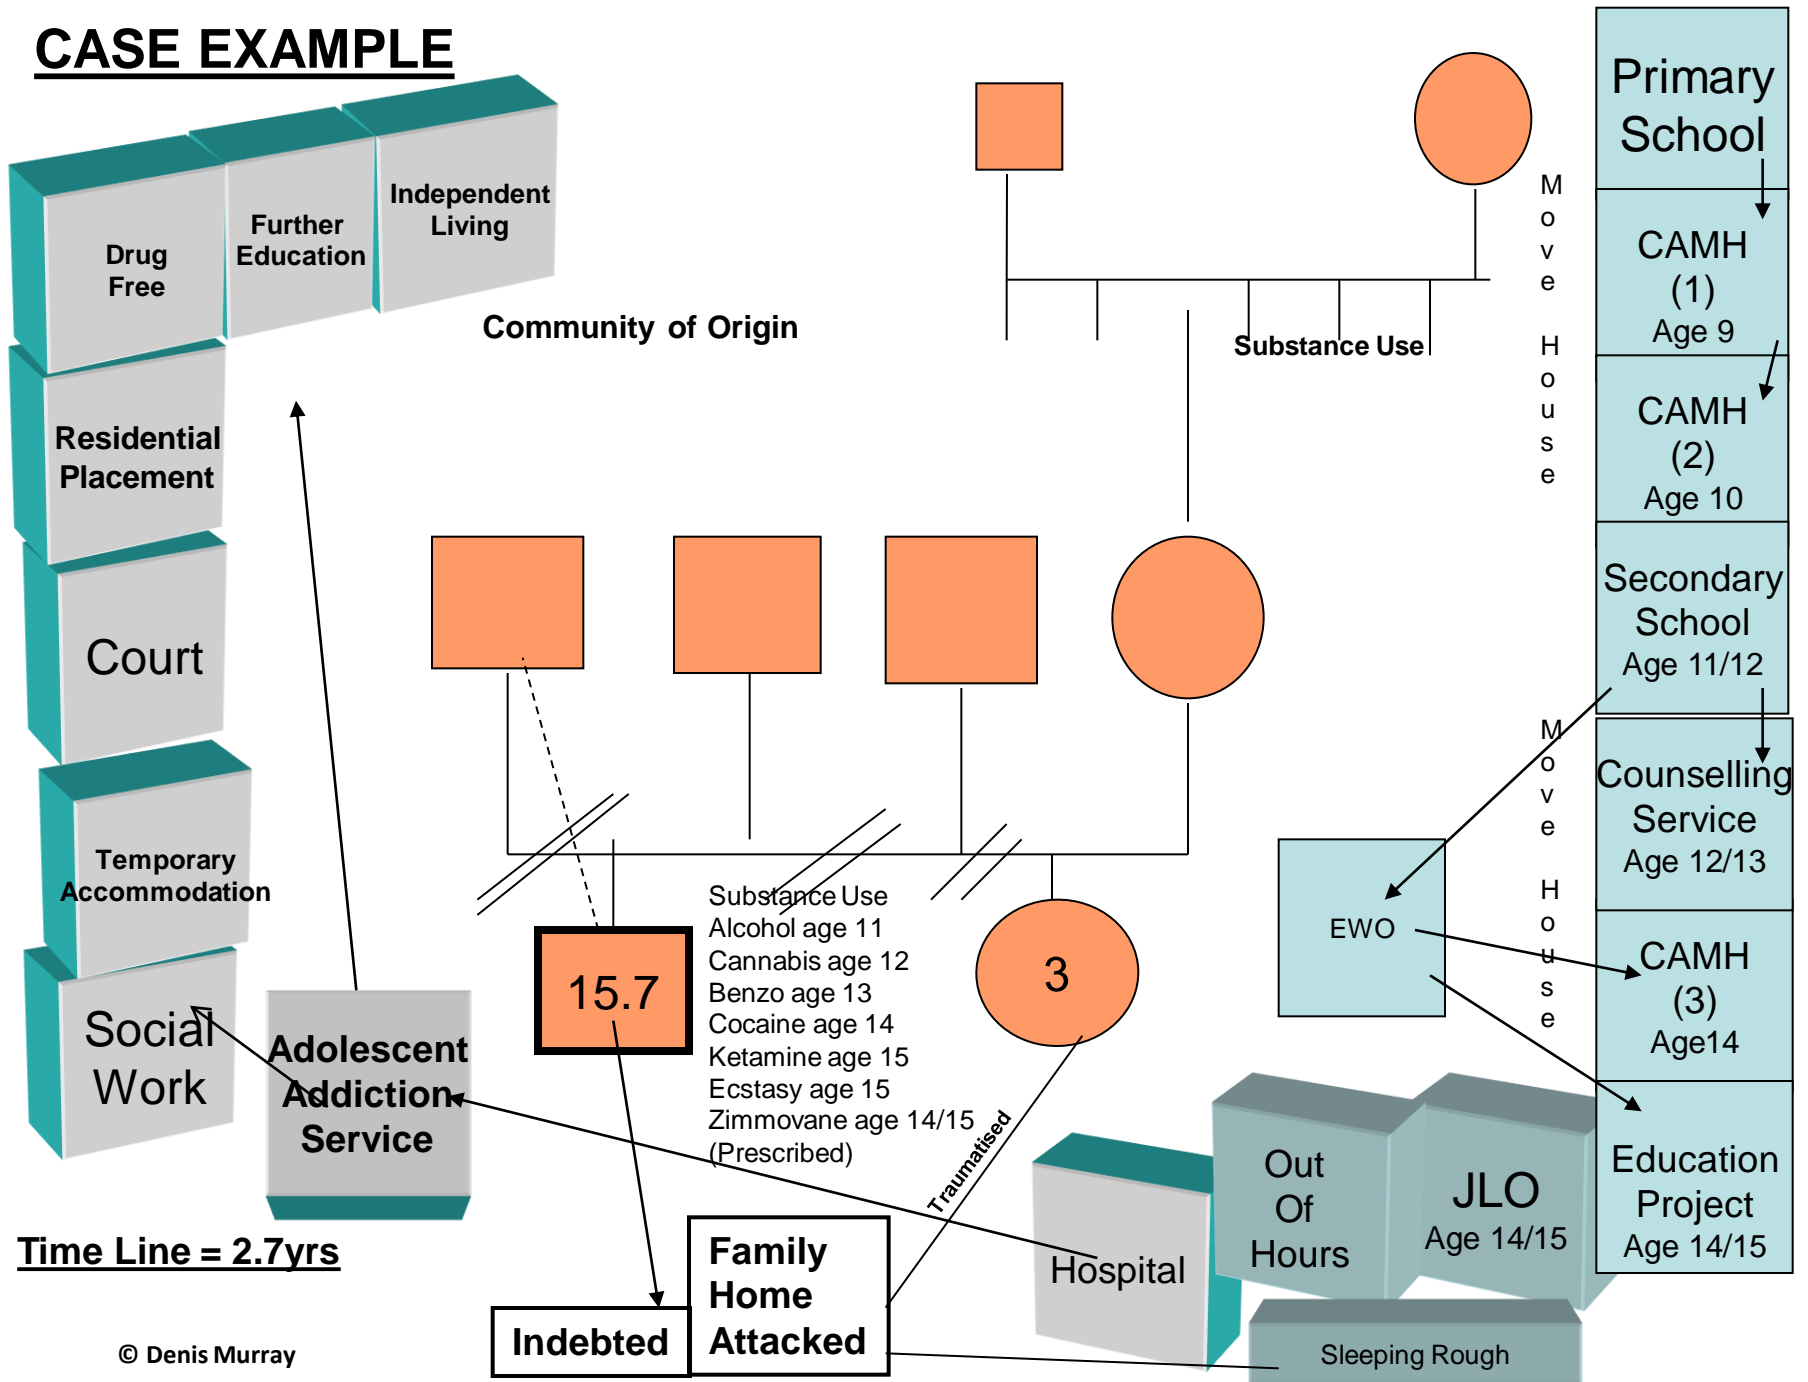 CASE EXAMPLE
Independent
Living
Further
Education
Drug
Free
Residential
Placement
Court
Temporary
Accommodation
Social
Work
Adolescent
Addiction
Service
Time Line = 2.7yrs
© Denis Murray
Community of Origin
Substance Use
15.7
Substance Use
Alcohol age 11
Cannabis age 12
Benzo age 13
Cocaine age 14
Ketamine age 15
Ecstasy age 15
Zimmovane age 14/15
(Prescribed)
3
Traumatised
Indebted
Family
Home
Attacked
Hospital
Out
Of
Hours
JLO
Age 14/15
Sleeping Rough
EWO
Move House
Move House
Primary
School
CAMH
(1)
Age 9
CAMH
(2)
Age 10
Secondary
School
Age 11/12
Counselling
Service
Age 12/13
CAMH
(3)
Age14
Education
Project
Age 14/15